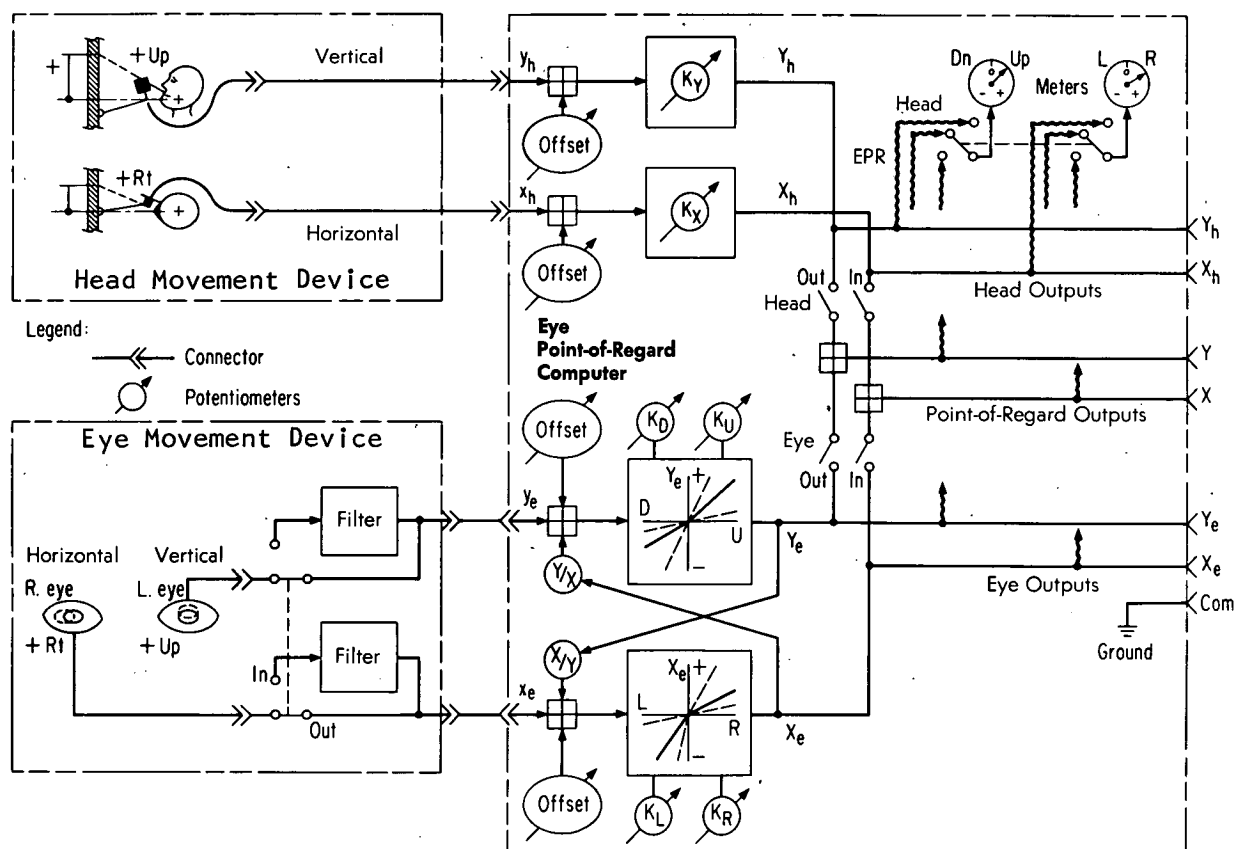 + Up
Vertical
+
+
+ Rt
+
Horizontal
Head Movement Device
Legend:
Connector
Potentiometers
Eye Movement Device
Filter
Horizontal
Vertical
R. eye
L. eye
+ Rt
+ Up
In
Filter
Out
y_h
K_Y
Y_h
Offset
x_h
K_X
X_h
Offset
Dn
o
Up
- +
Meters
L
o
R
- +
Head
EPR
Y_h
X_h
Head Outputs
Out
In
Head
Eye
Point-of-Regard
Computer
Y
X
Point-of-Regard Outputs
Eye
Out
In
Offset
K_D
K_U
y_e
Y_e +
D
U
-
Y_e
Y/X
Y_e
X_e
Eye Outputs
Com
Ground
X/Y
x_e
X_e +
L
R
-
X_e
Offset
K_L
K_R